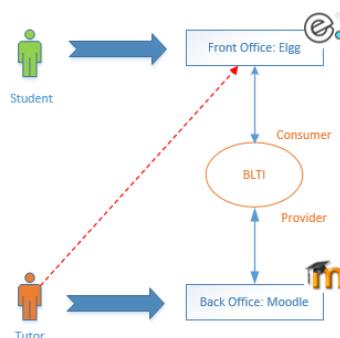 Front Office: Elgg
Student
Consumer
BLTI
Provider
Back Office: Moodle
Tutor